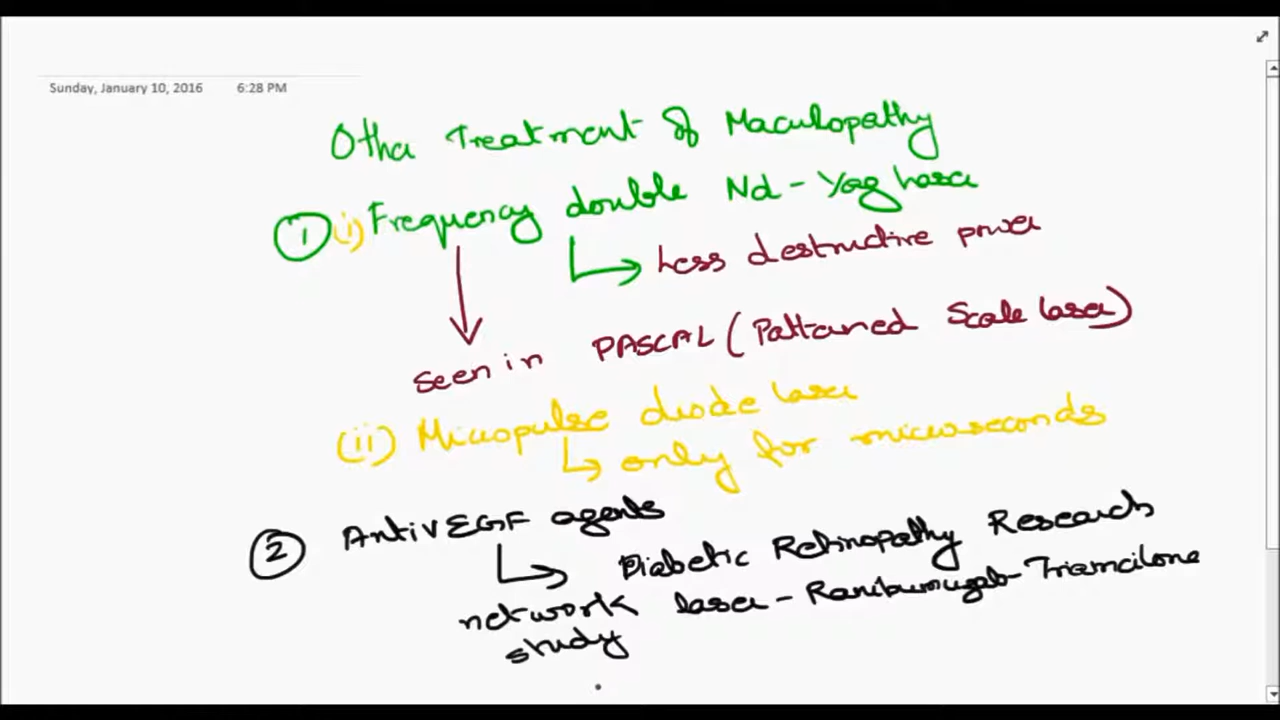 Sunday, January 10, 2016 6:28 PM
Other Treatment of Maculopathy
1 (i) Frequency double Nd - Yag laser
Less destructive power
Seen in PASCAL (Patterned Scale laser)
(ii) Micropulse diode laser
only for microseconds
2 AntiVEGF agents
Diabetic Retinopathy Research
network laser - Ranibumuzab - Triamcilone
study